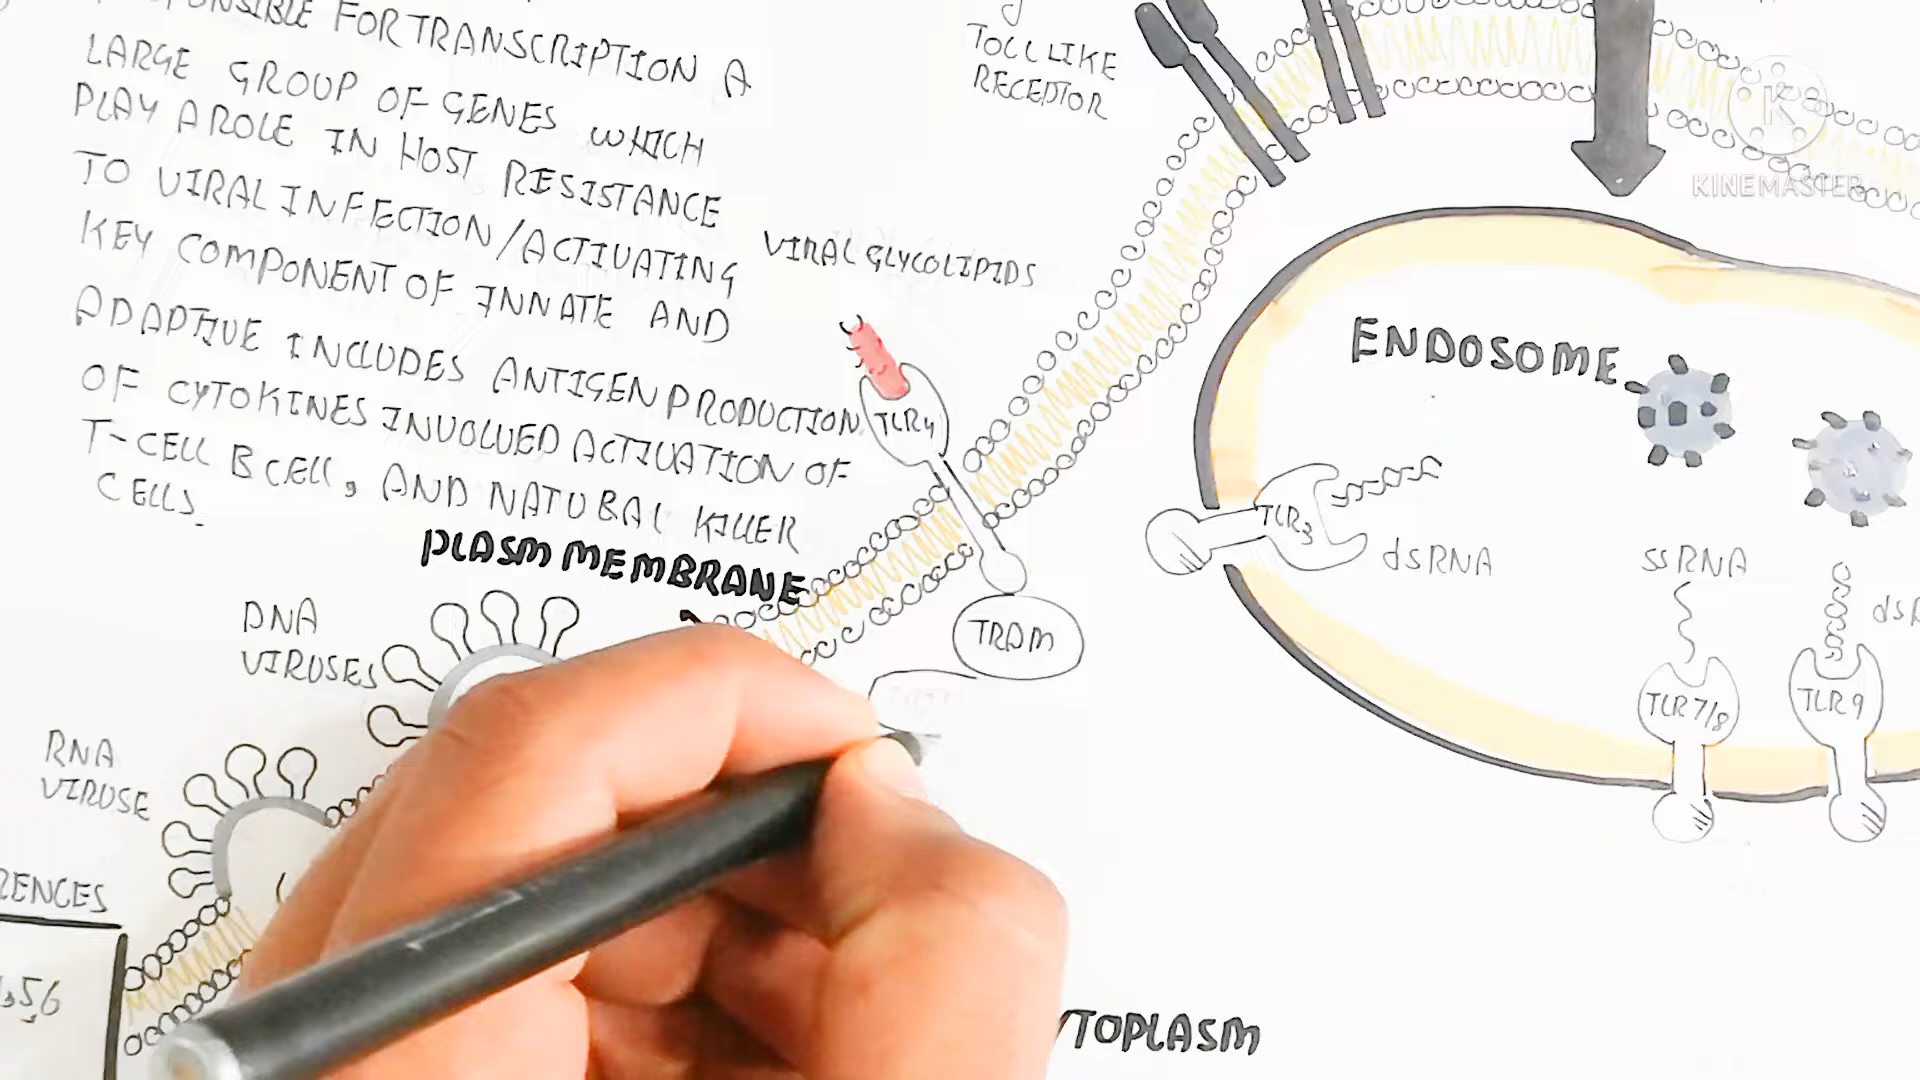 FOR TRANSCRIPTION A
LARGE GROUP OF GENES WHICH
PLAY A ROLE IN HOST RESISTANCE
TO VIRAL INFECTION/ACTIVATING
KEY COMPONENT OF INNATE AND
ADAPTIVE INCLUDES ANTIGEN PRODUCTION
OF CYTOKINES INVOLVED ACTIVATION OF
T-CELL B CELL, AND NATURAL KILLER
CELLS
TOLL LIKE
RECEPTOR
K
KINEMASTER
VIRAL GLYCOLIPIDS
TLR4
PLASM MEMBRANE
TRAM
DNA
VIRUSES
RNA
VIRUSE
ENDOSOME
TLR3
dsRNA
ssRNA
TLR7/8
TLR9